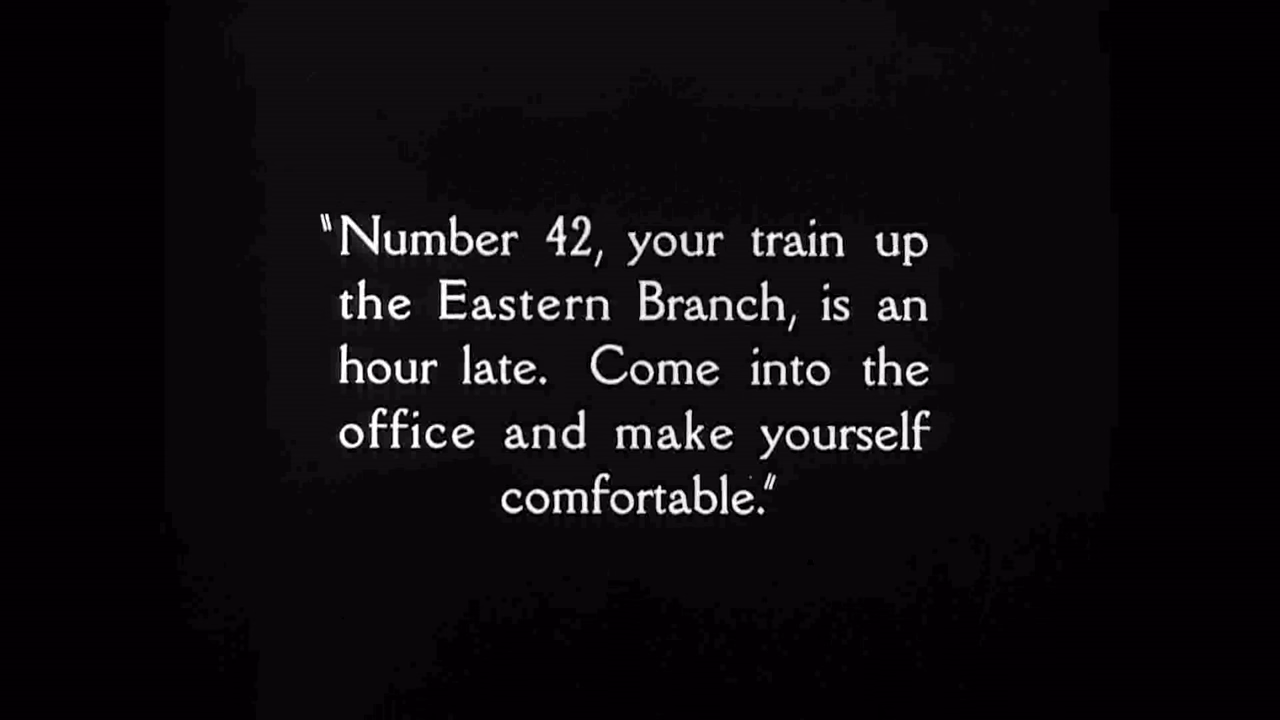 "Number 42, your train up
the Eastern Branch, is an
hour late. Come into the
office and make yourself
comfortable."